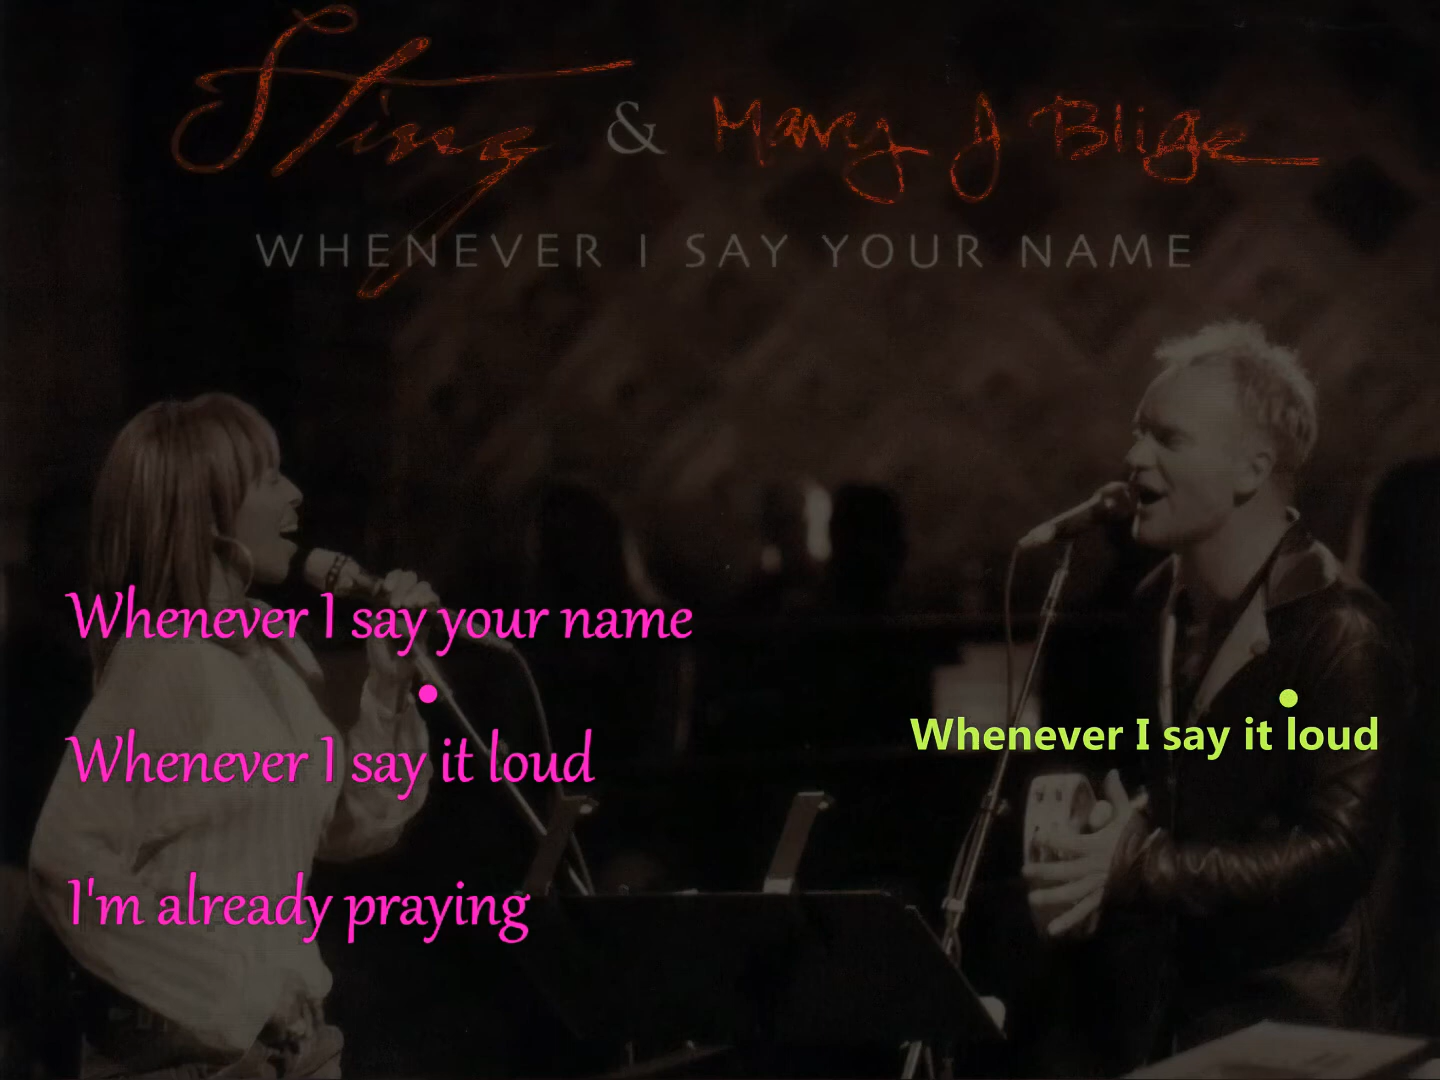 Sting & Mary J Blige
WHENEVER I SAY YOUR NAME
Whenever I say your name
Whenever I say it loud
Whenever I say it loud
I'm already praying